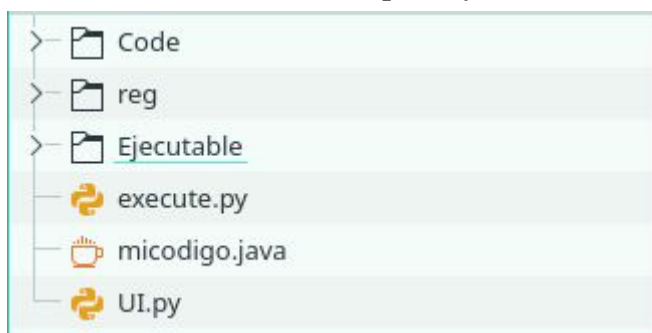 Code
reg
Ejecutable
execute.py
micodigo.java
UI.py